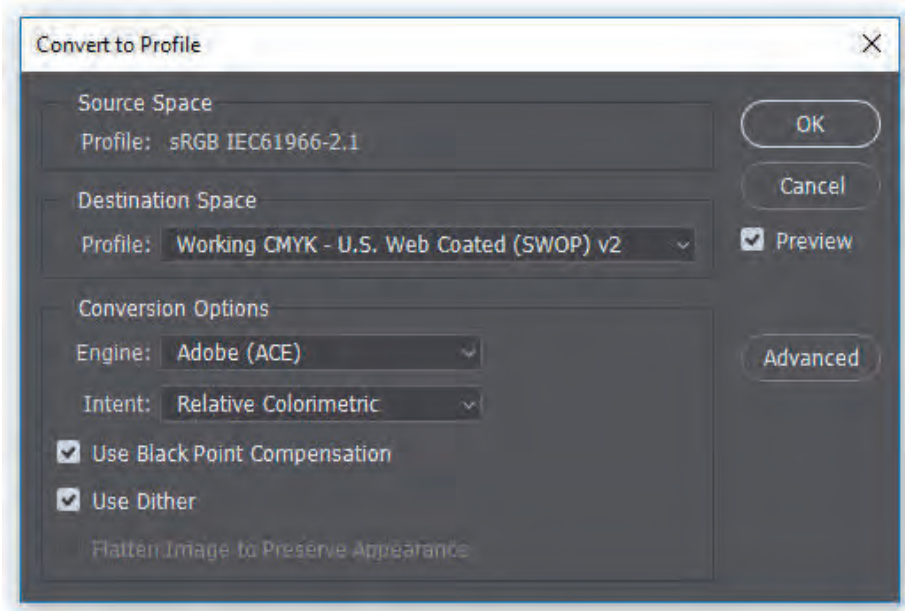 Convert to Profile
Source Space
Profile: sRGB IEC61966-2.1
OK
Cancel
Destination Space
Profile: Working CMYK - U.S. Web Coated (SWOP) v2
Preview
Conversion Options
Engine: Adobe (ACE)
Advanced
Intent: Relative Colorimetric
Use Black Point Compensation
Use Dither
Flatten Image to Preserve Appearance